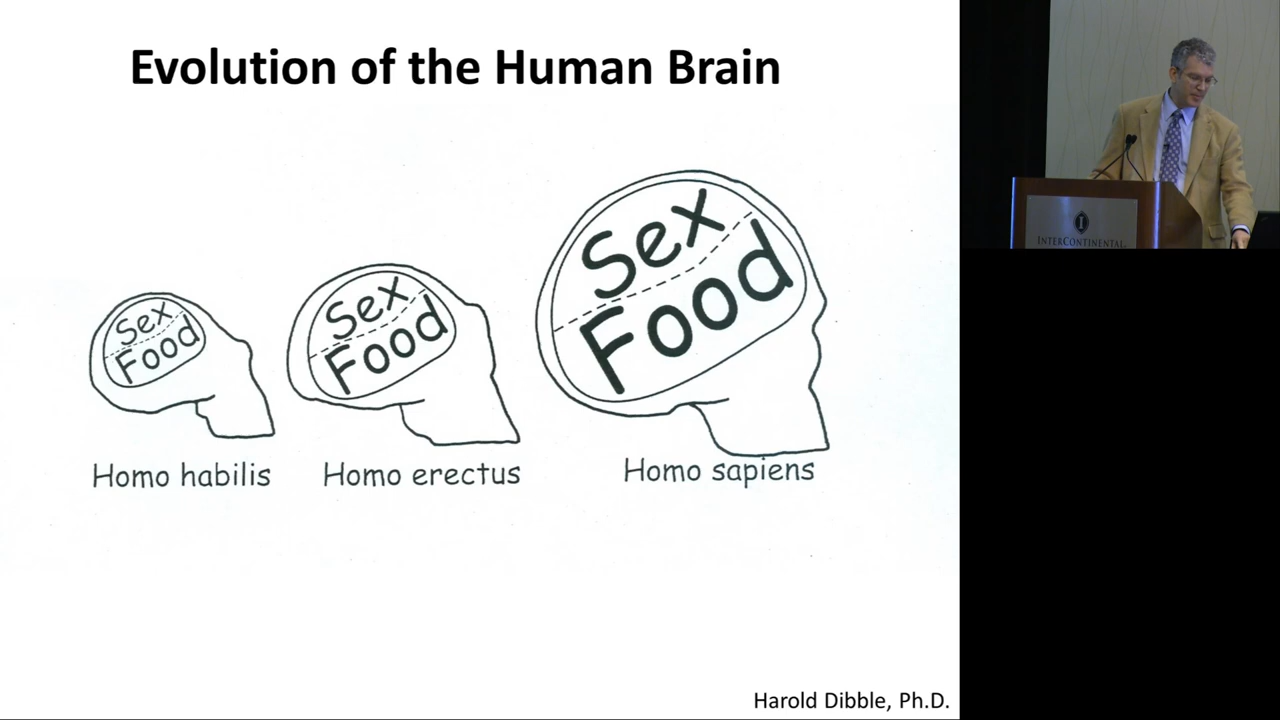 Evolution of the Human Brain
Sex
Food
Sex
Food
Sex
Food
Homo habilis
Homo erectus
Homo sapiens
Harold Dibble, Ph.D.
I
INTERCONTINENTAL